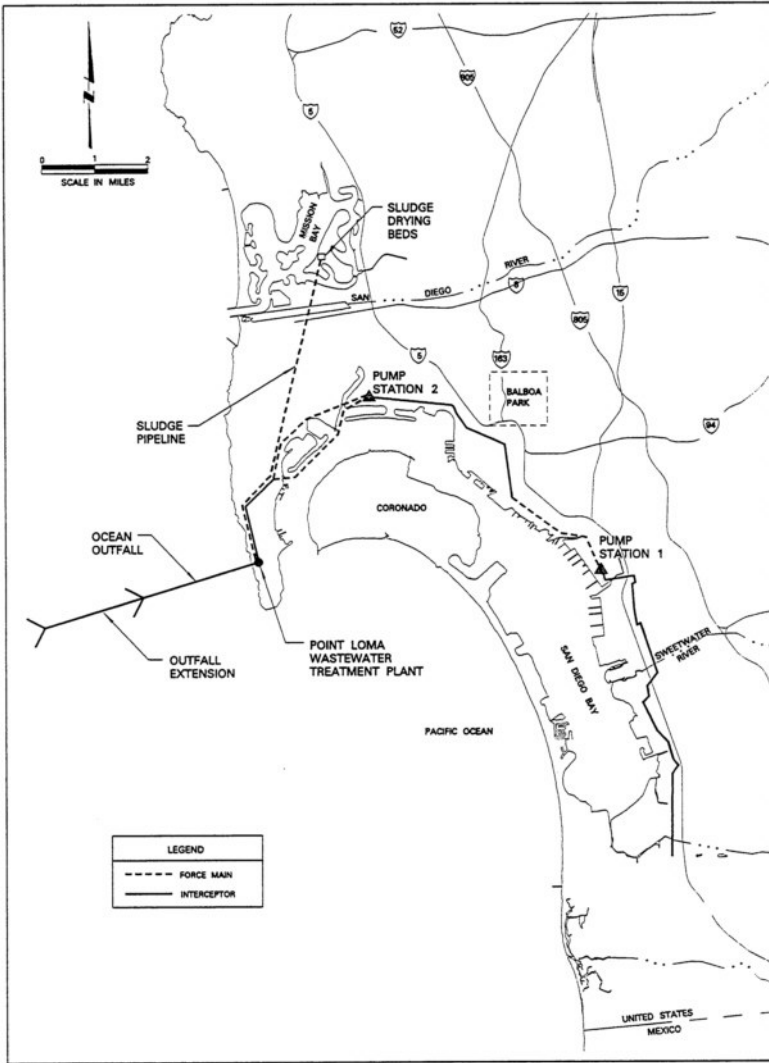 52
805
5
0 1 2
SCALE IN MILES
MISSION
BAY
SLUDGE
DRYING
BEDS
SAN DIEGO RIVER
8
15
805
5
163
PUMP
STATION 2
BALBOA
PARK
94
SLUDGE
PIPELINE
CORONADO
OCEAN
OUTFALL
PUMP
STATION 1
OUTFALL
EXTENSION
POINT LOMA
WASTEWATER
TREATMENT PLANT
SAN DIEGO BAY
SWEETWATER
RIVER
PACIFIC OCEAN
LEGEND
FORCE MAIN
INTERCEPTOR
UNITED STATES
MEXICO